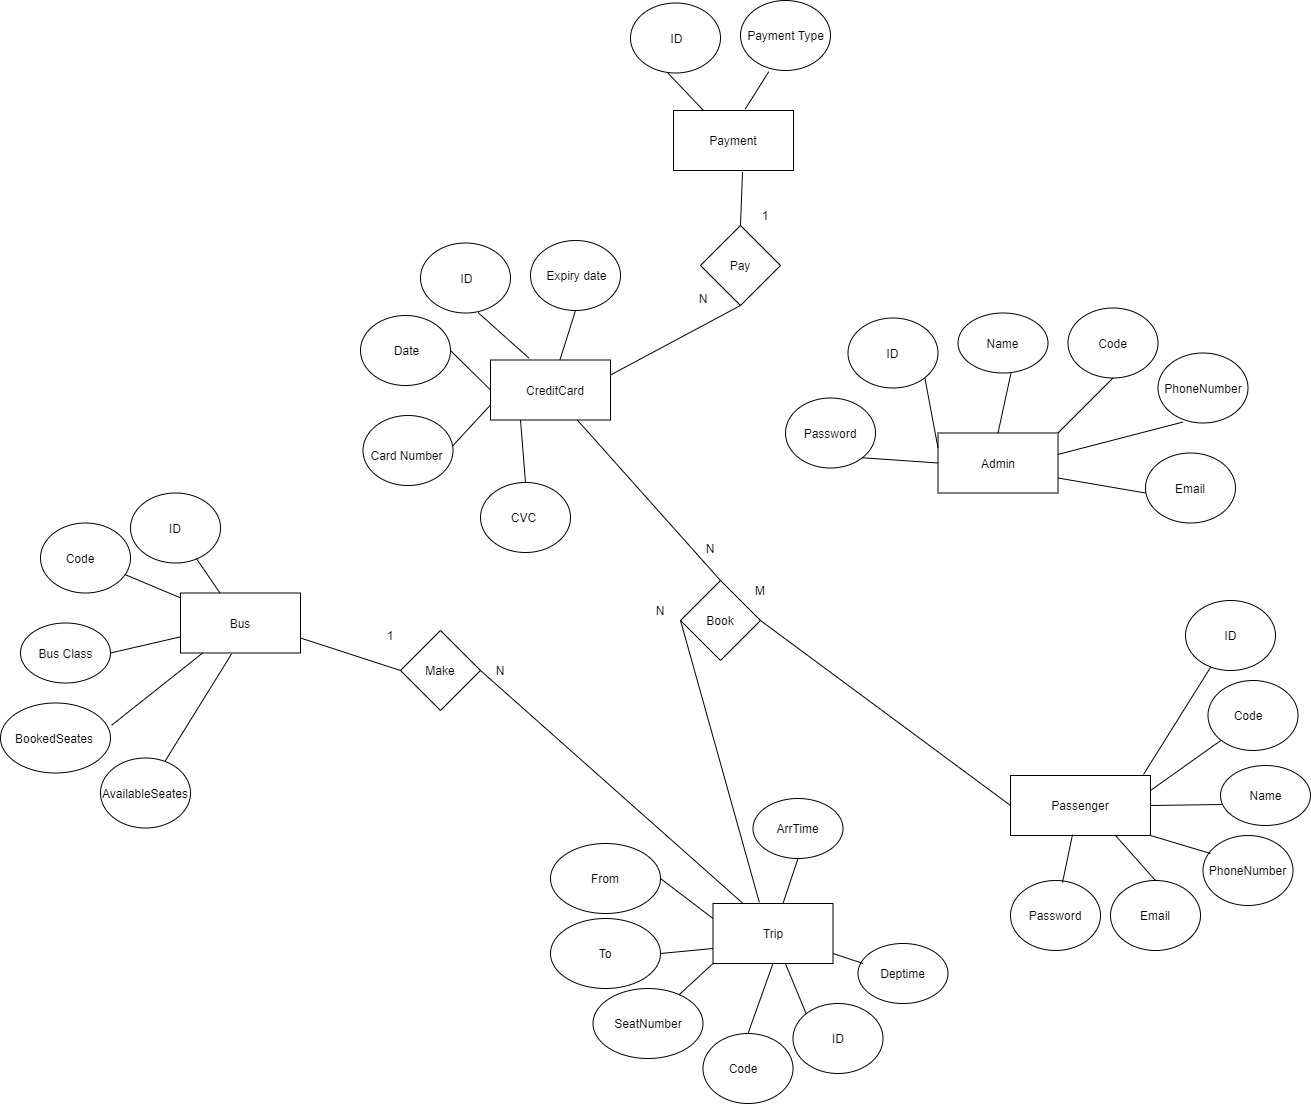 ID
Payment Type
Payment
1
Pay
N
ID
Expiry date
Date
CreditCard
Card Number
CVC
ID
Name
Code
PhoneNumber
Password
Admin
Email
ID
Code
Bus
Bus Class
BookedSeates
AvailableSeates
1
Make
N
N
M
N
Book
ID
Code
Passenger
Name
PhoneNumber
Password
Email
ArrTime
From
Trip
To
Deptime
SeatNumber
ID
Code